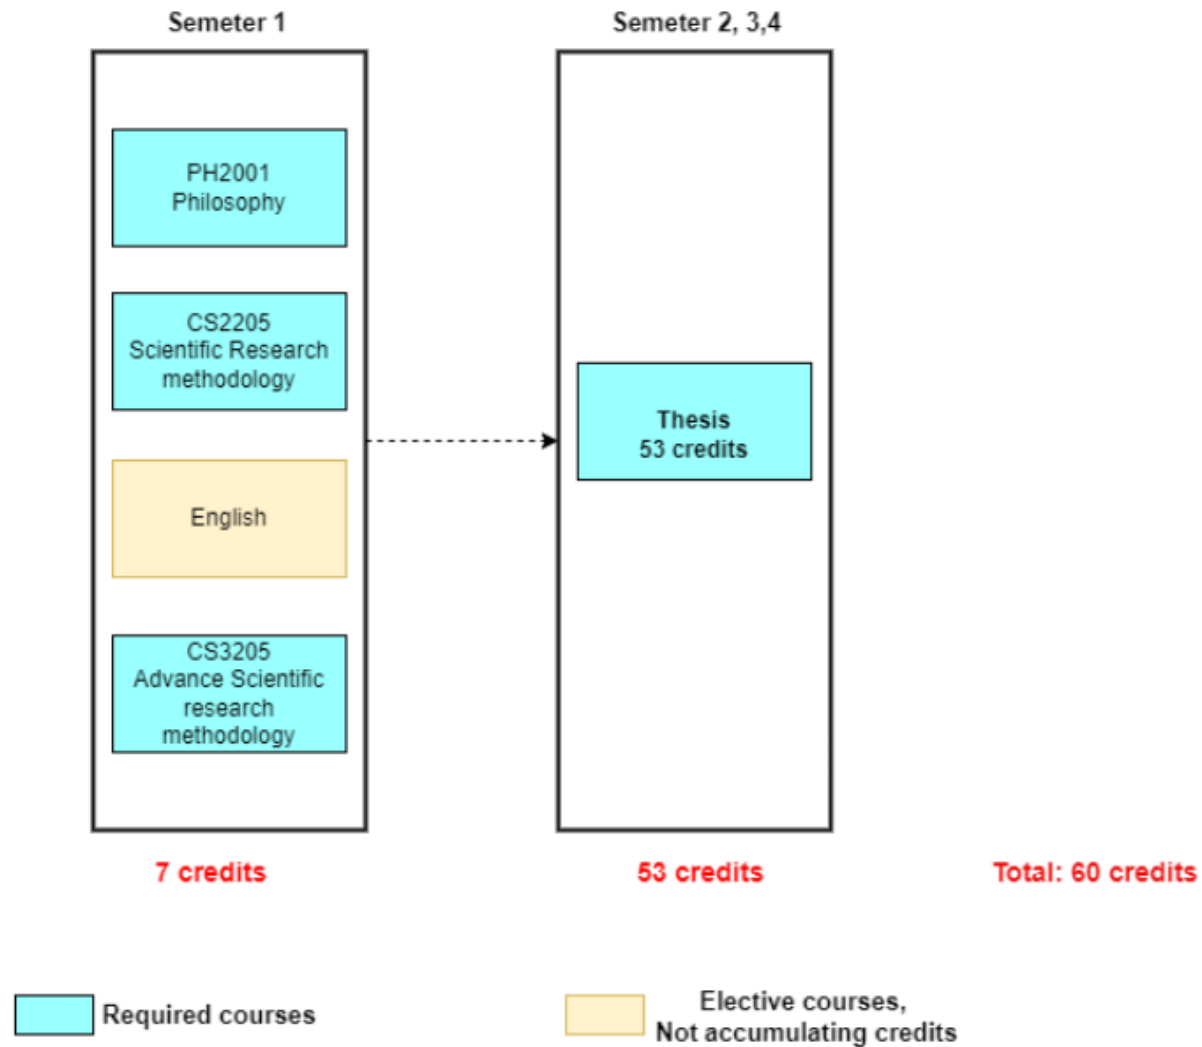 Semeter 1
Semeter 2, 3,4
PH2001
Philosophy
CS2205
Scientific Research
methodology
English
CS3205
Advance Scientific
research
methodology
Thesis
53 credits
7 credits
53 credits
Total: 60 credits
Required courses
Elective courses,
Not accumulating credits